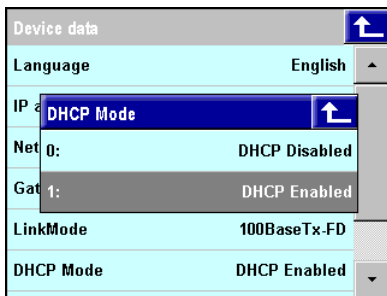 Device data
Language English
IP a
DHCP Mode
Net
0: DHCP Disabled
Gat
1: DHCP Enabled
LinkMode 100BaseTx-FD
DHCP Mode DHCP Enabled